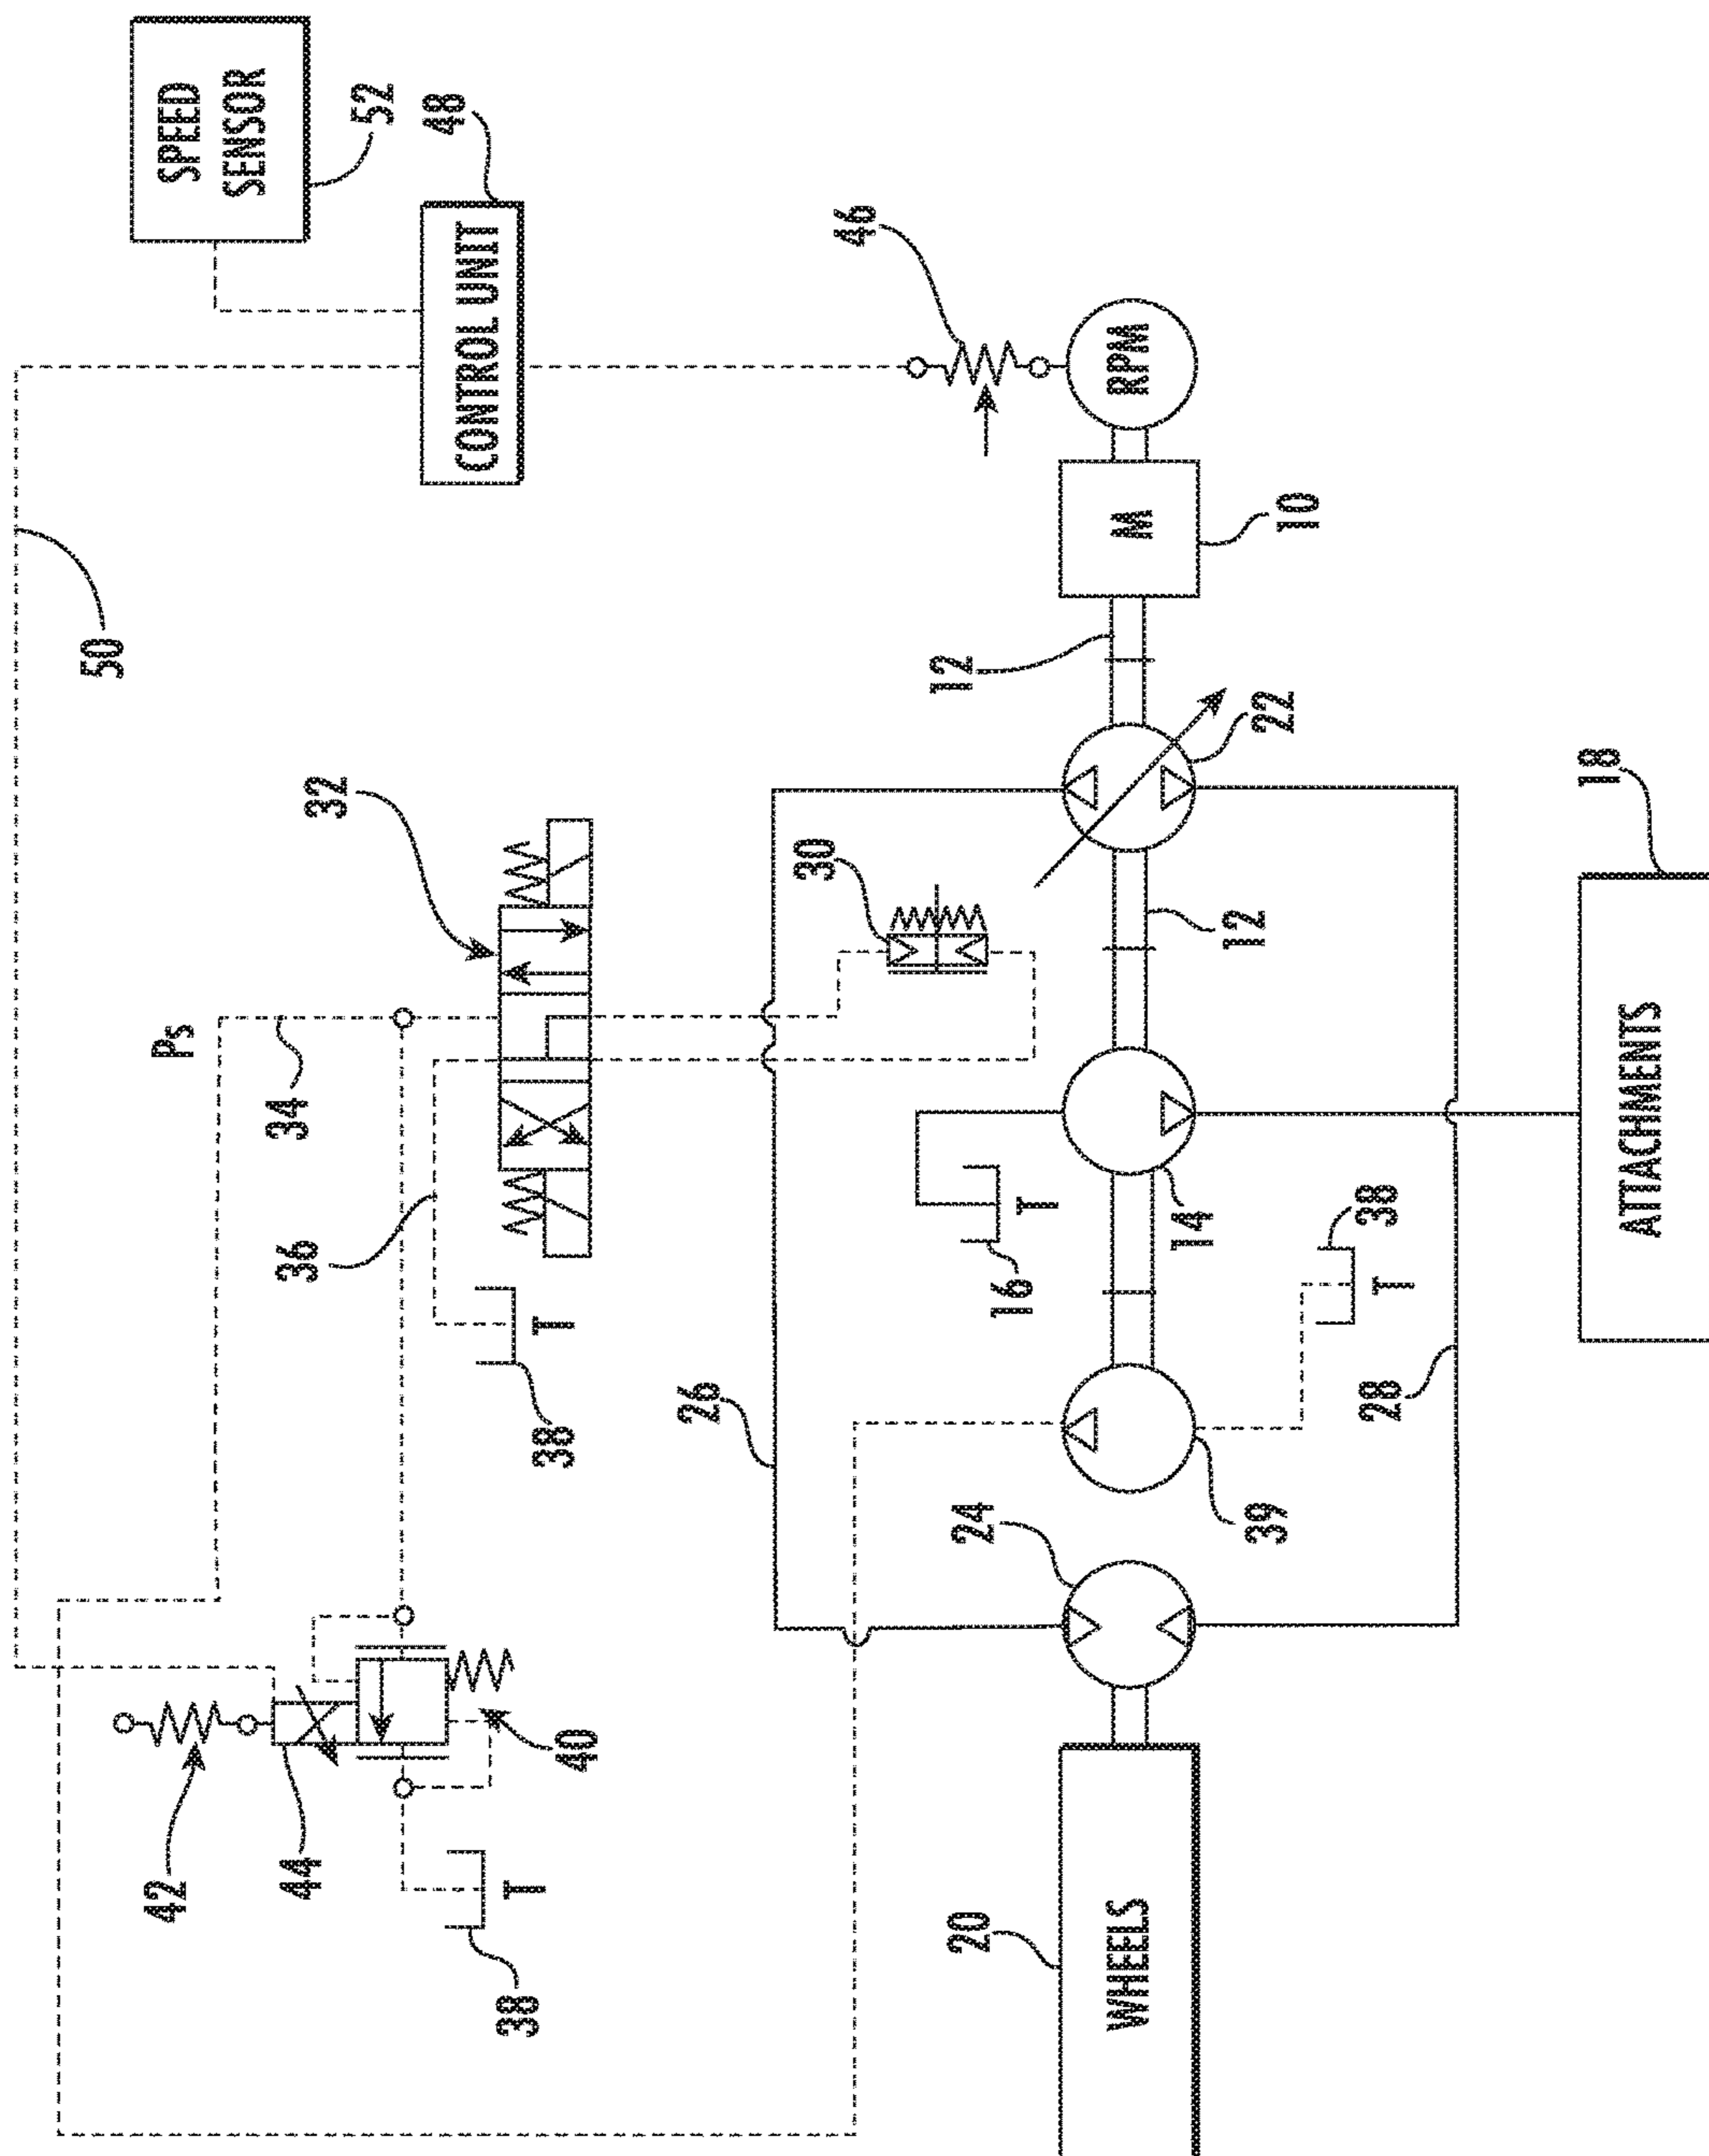 SPEED
SENSOR
52
48
CONTROL UNIT
46
RPM
M
10
50
12
22
32
30
18
Ps
12
34
ATTACHMENTS
36
T
16
14
38
T
T
38
26
28
24
39
42
44
40
T
38
20
WHEELS